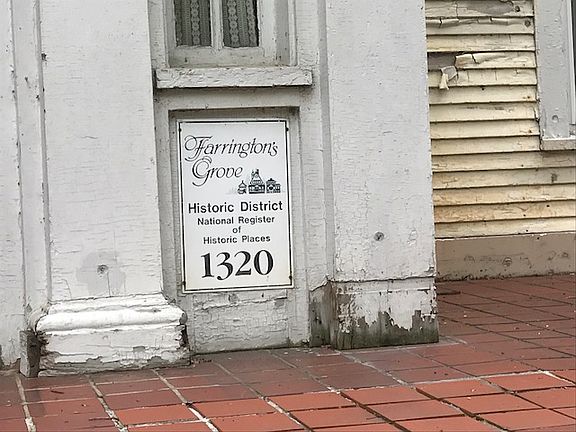 Farrington's
Grove
Historic District
National Register
of
Historic Places
1320